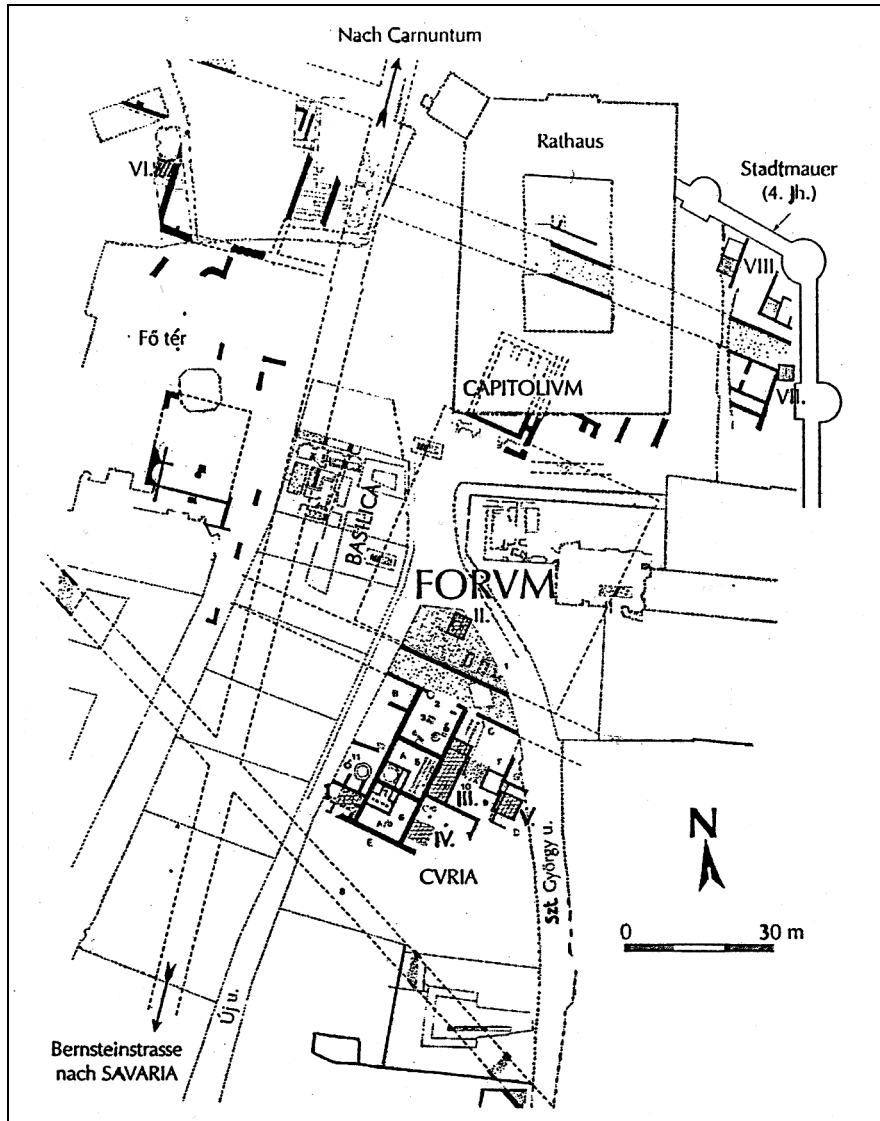 Nach Carnuntum
Rathaus
Stadtmauer
(4. Jh.)
VI.
VIII
Fő tér
CAPITOLIVM
VII.
BASILICA
FORVM
II.
III.
V.
IV.
CVRIA
Szt. György u.
N
0 30 m
Új u.
Bernsteinstrasse
nach SAVARIA